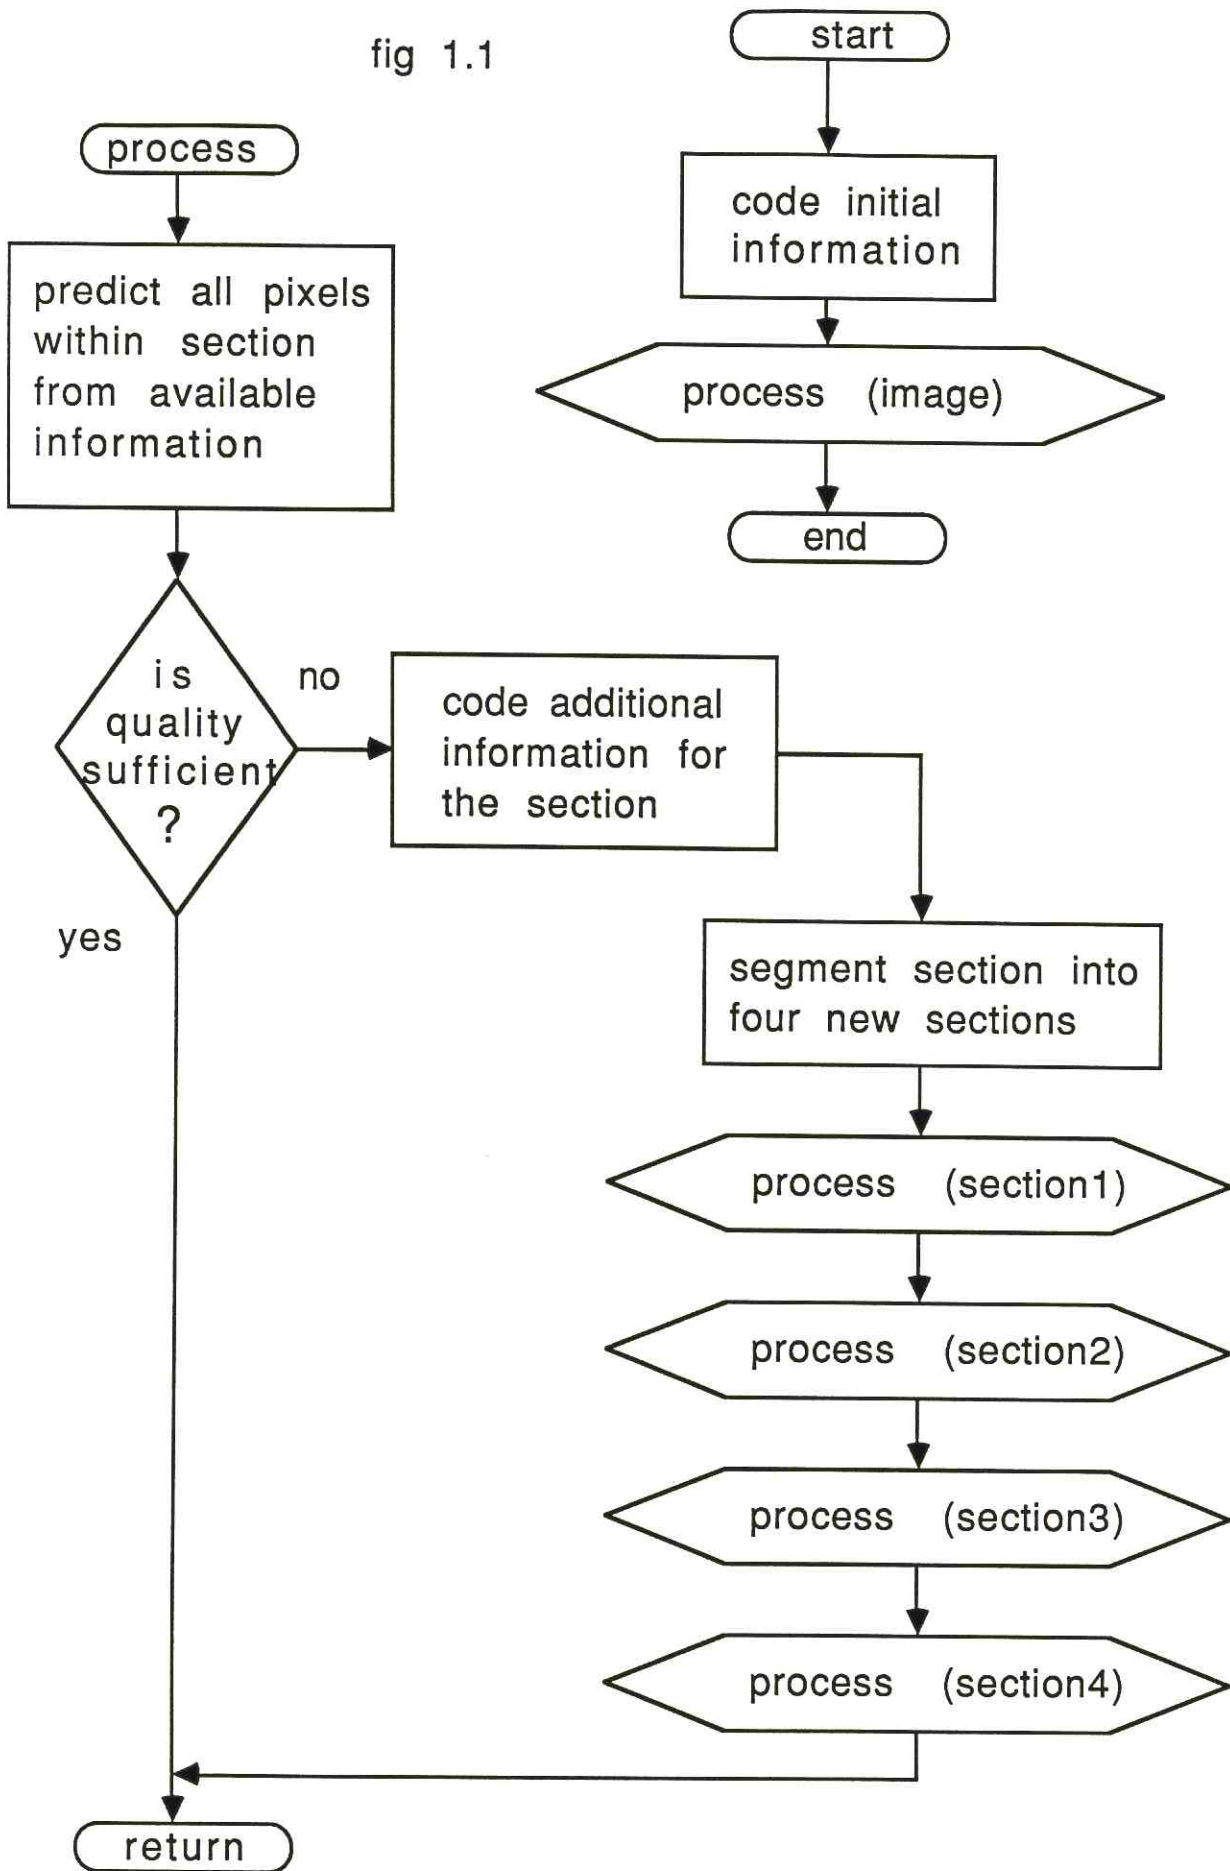 fig 1.1
start
code initial
information
process (image)
end
process
predict all pixels
within section
from available
information
is
quality
sufficient
?
no
yes
code additional
information for
the section
segment section into
four new sections
process (section1)
process (section2)
process (section3)
process (section4)
return